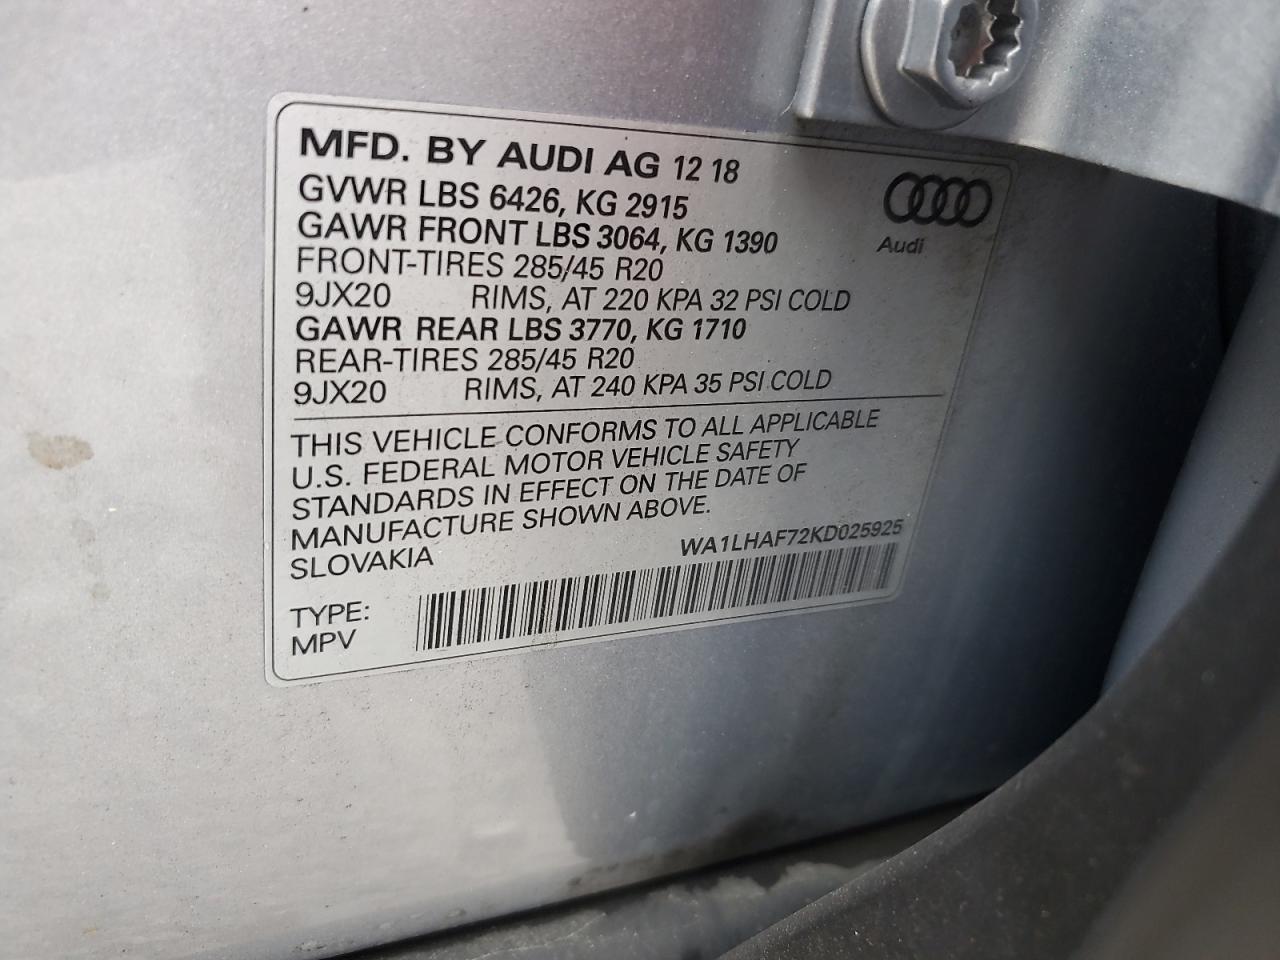 MFD. BY AUDI AG 12 18
GVWR LBS 6426, KG 2915
GAWR FRONT LBS 3064, KG 1390
FRONT-TIRES 285/45 R20
9JX20 RIMS, AT 220 KPA 32 PSI COLD
GAWR REAR LBS 3770, KG 1710
REAR-TIRES 285/45 R20
9JX20 RIMS, AT 240 KPA 35 PSI COLD
Audi
THIS VEHICLE CONFORMS TO ALL APPLICABLE
U.S. FEDERAL MOTOR VEHICLE SAFETY
STANDARDS IN EFFECT ON THE DATE OF
MANUFACTURE SHOWN ABOVE.
SLOVAKIA
WA1LHAF72KD025925
TYPE:
MPV